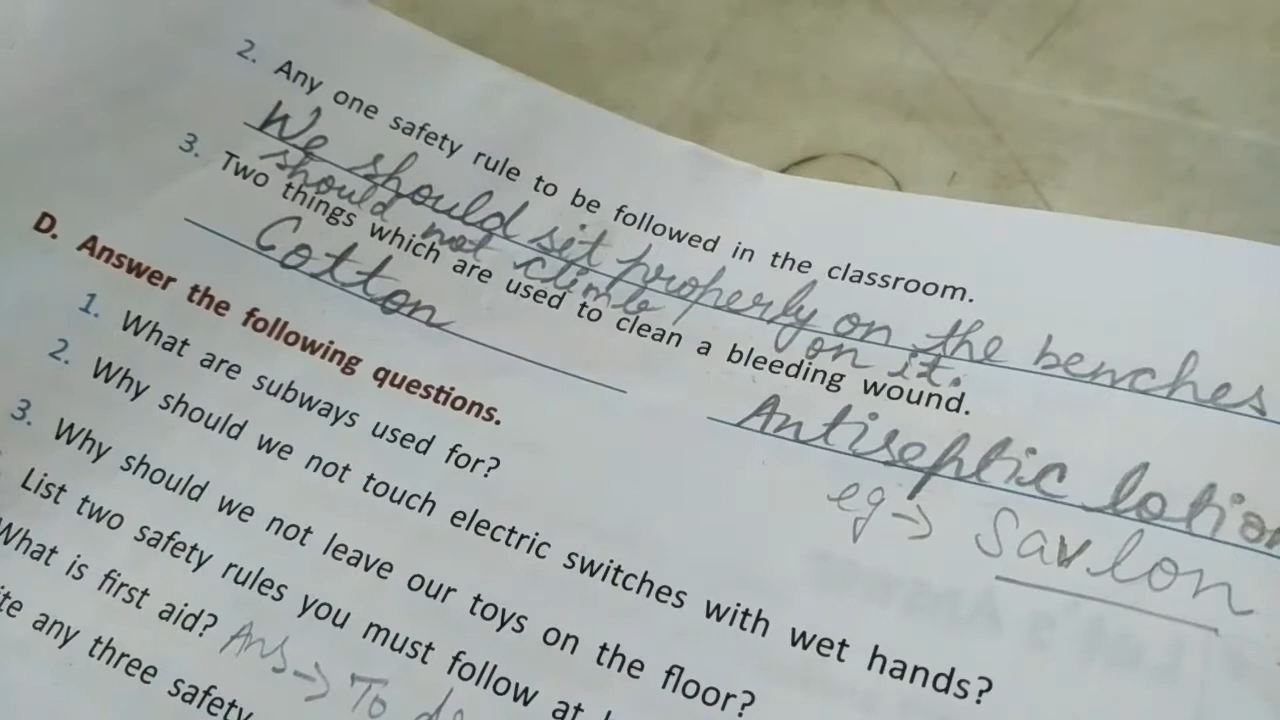 2. Any one safety rule to be followed in the classroom.
We should sit properly on the benches
should not climb on it.
3. Two things which are used to clean a bleeding wound.
Cotton
Antiseptic lotion
eg → Savlon
D. Answer the following questions.
1. What are subways used for?
2. Why should we not touch electric switches with wet hands?
3. Why should we not leave our toys on the floor?
List two safety rules you must follow at
What is first aid? Ans → To
any three safety